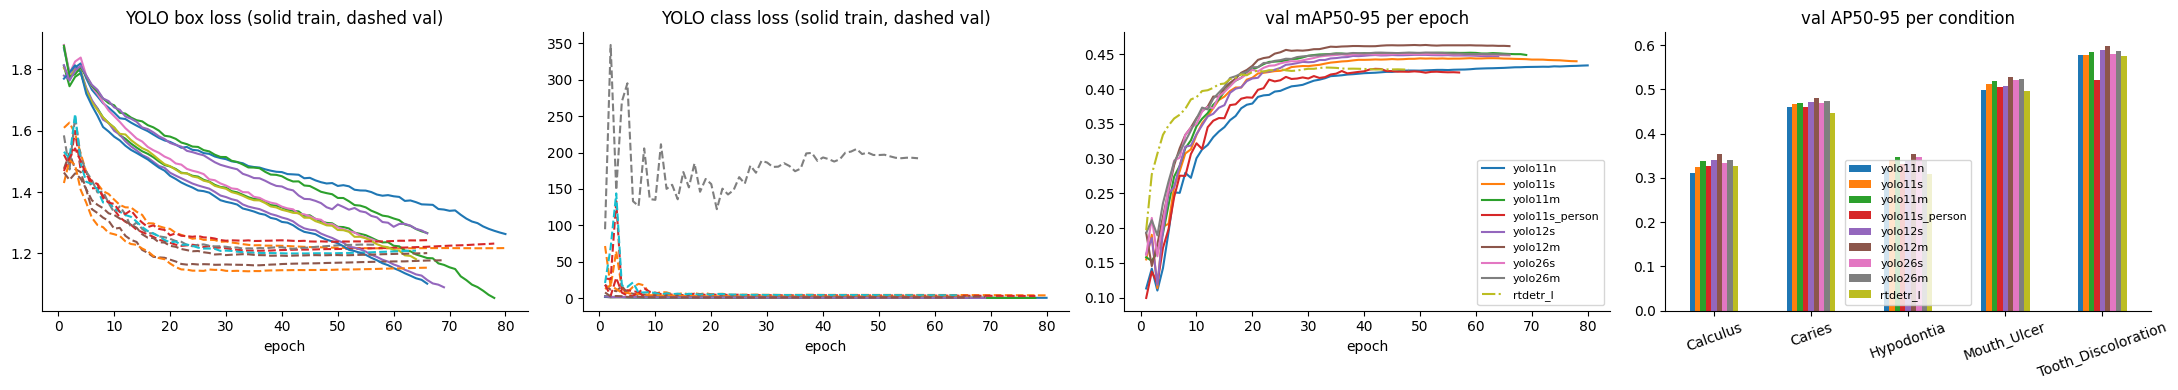 YOLO box loss (solid train, dashed val)
1.8
1.6
1.4
1.2
0
10
20
30
40
50
60
70
80
epoch
YOLO class loss (solid train, dashed val)
350
300
250
200
150
100
50
0
0
10
20
30
40
50
60
70
80
epoch
val mAP50-95 per epoch
0.45
0.40
0.35
0.30
0.25
0.20
0.15
0.10
0
10
20
30
40
50
60
70
80
epoch
yolo11n
yolo11s
yolo11m
yolo11s_person
yolo12s
yolo12m
yolo26s
yolo26m
rtdetr_l
val AP50-95 per condition
0.6
0.5
0.4
0.3
0.2
0.1
0.0
Calculus
Caries
Hypodontia
Mouth_Ulcer
Tooth_Discoloration
yolo11n
yolo11s
yolo11m
yolo11s_person
yolo12s
yolo12m
yolo26s
yolo26m
rtdetr_l